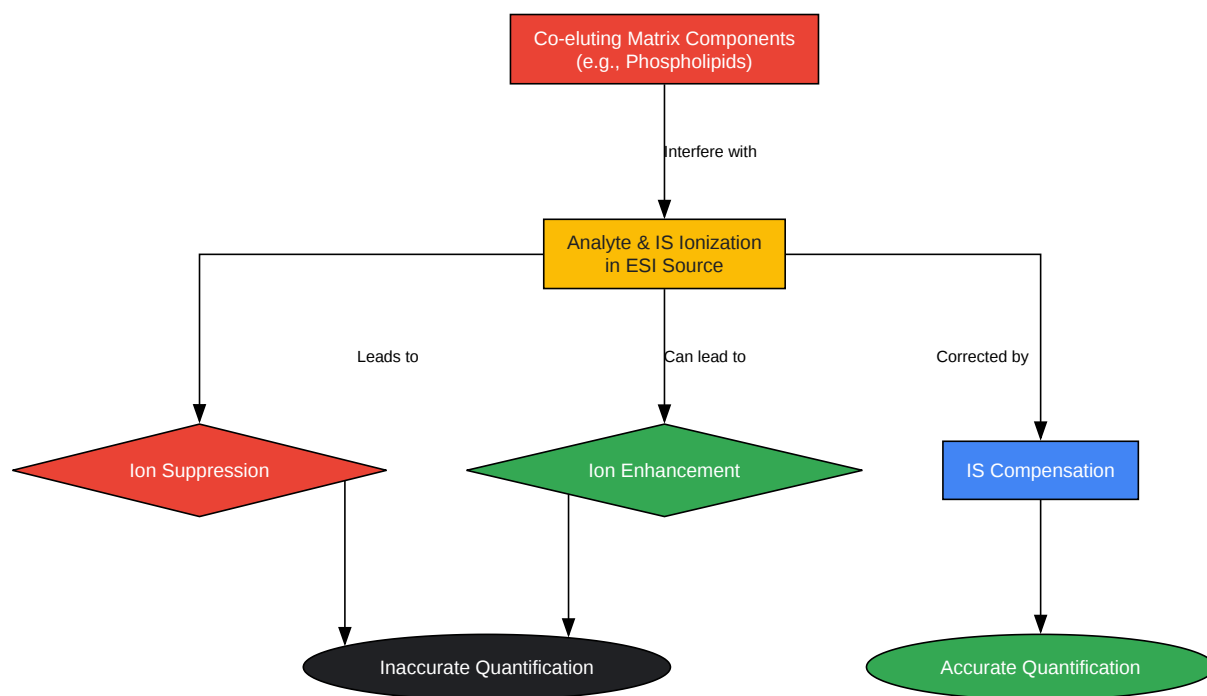 Co-eluting Matrix Components
(e.g., Phospholipids)
Interfere with
Analyte & IS Ionization
in ESI Source
Leads to
Can lead to
Corrected by
Ion Suppression
Ion Enhancement
IS Compensation
Inaccurate Quantification
Accurate Quantification